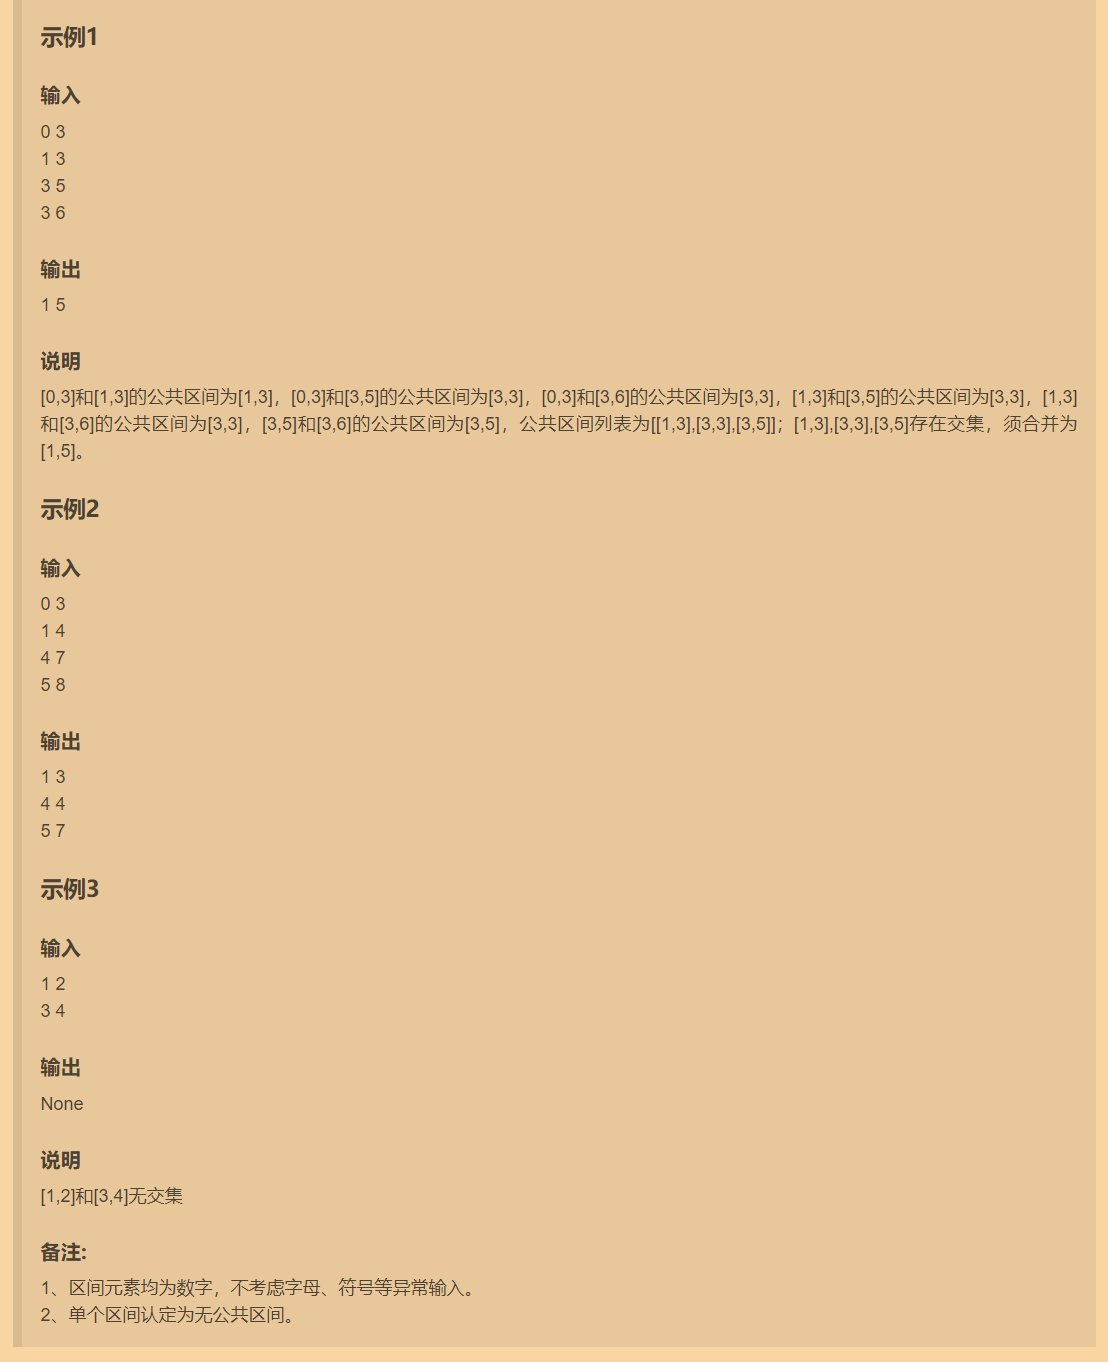 示例1
输入
0 3
1 3
3 5
3 6
输出
1 5
说明
[0,3]和[1,3]的公共区间为[1,3]，[0,3]和[3,5]的公共区间为[3,3]，[0,3]和[3,6]的公共区间为[3,3]，[1,3]和[3,5]的公共区间为[3,3]，[1,3]
和[3,6]的公共区间为[3,3]，[3,5]和[3,6]的公共区间为[3,5]，公共区间列表为[[1,3],[3,3],[3,5]]；[1,3],[3,3],[3,5]存在交集，须合并为
[1,5]。
示例2
输入
0 3
1 4
4 7
5 8
输出
1 3
4 4
5 7
示例3
输入
1 2
3 4
输出
None
说明
[1,2]和[3,4]无交集
备注:
1、区间元素均为数字，不考虑字母、符号等异常输入。
2、单个区间认定为无公共区间。